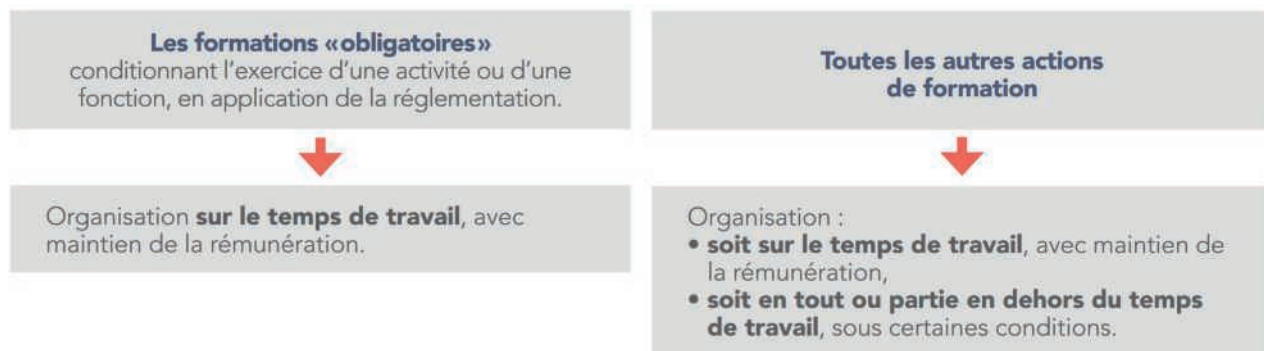 Les formations «obligatoires»
conditionnant l'exercice d'une activité ou d'une
fonction, en application de la réglementation.
Organisation sur le temps de travail, avec
maintien de la rémunération.
Toutes les autres actions
de formation
Organisation :
• soit sur le temps de travail, avec maintien de
la rémunération,
• soit en tout ou partie en dehors du temps
de travail, sous certaines conditions.